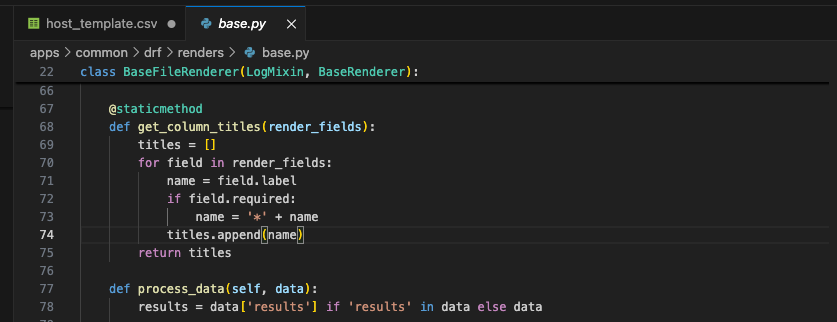 host_template.csv
base.py
apps > common > drf > renders > base.py
22 class BaseFileRenderer(LogMixin, BaseRenderer):
66
67     @staticmethod
68     def get_column_titles(render_fields):
69         titles = []
70         for field in render_fields:
71             name = field.label
72             if field.required:
73                 name = '*' + name
74             titles.append(name)
75         return titles
76
77     def process_data(self, data):
78         results = data['results'] if 'results' in data else data